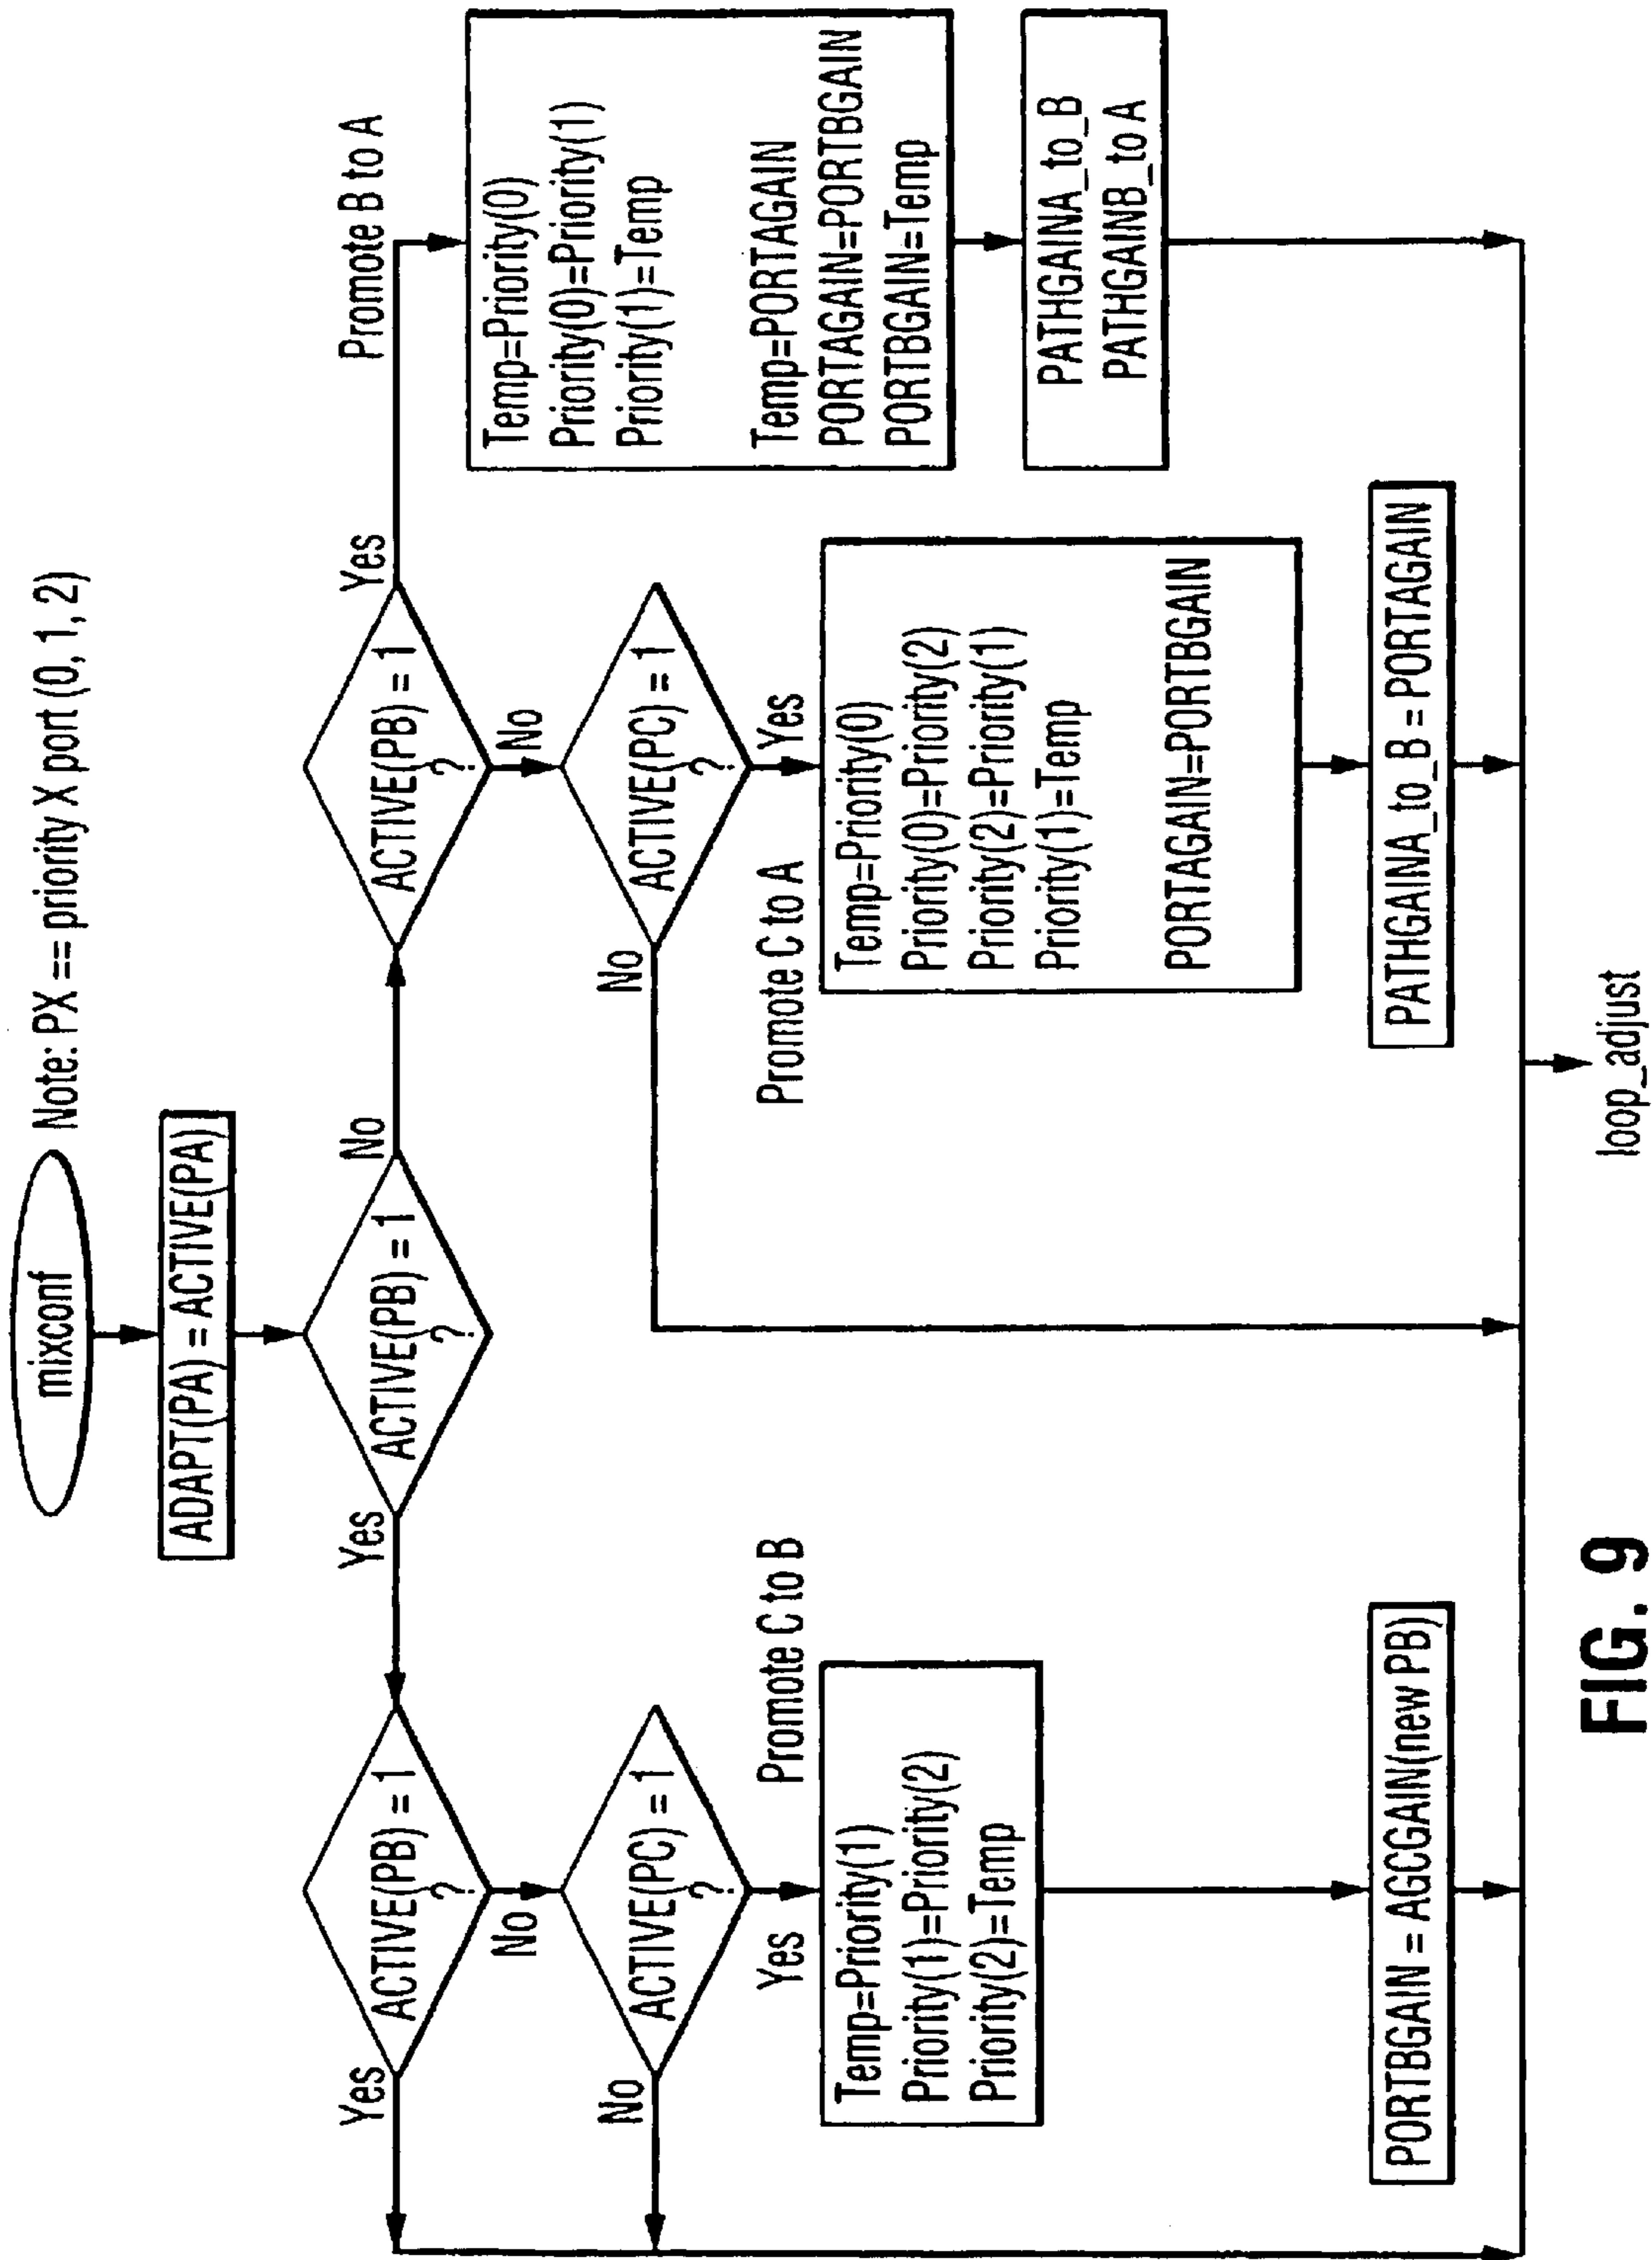 mixconf
Note: PX == priority X port (0, 1, 2)
ADAPT(PA) = ACTIVE(PA)
ACTIVE(PB) = 1
?
Yes
No
ACTIVE(PB) = 1
?
Yes
No
ACTIVE(PC) = 1
?
No
Yes
Promote C to B
Temp=Priority(1)
Priority(1)=Priority(2)
Priority(2)=Temp
PORTBGAIN = AGCGAIN(new PB)
ACTIVE(PB) = 1
?
Yes
No
ACTIVE(PC) = 1
?
No
Yes
Promote C to A
Temp=Priority(0)
Priority(0)=Priority(2)
Priority(2)=Priority(1)
Priority(1)=Temp
PORTAGAIN=PORTBGAIN
PATHGAINA_to_B = PORTAGAIN
Promote B to A
Temp=Priority(0)
Priority(0)=Priority(1)
Priority(1)=Temp
Temp=PORTAGAIN
PORTAGAIN=PORTBGAIN
PORTBGAIN=Temp
PATHGAINA_to_B
PATHGAINB_to A
loop_adjust
FIG. 9